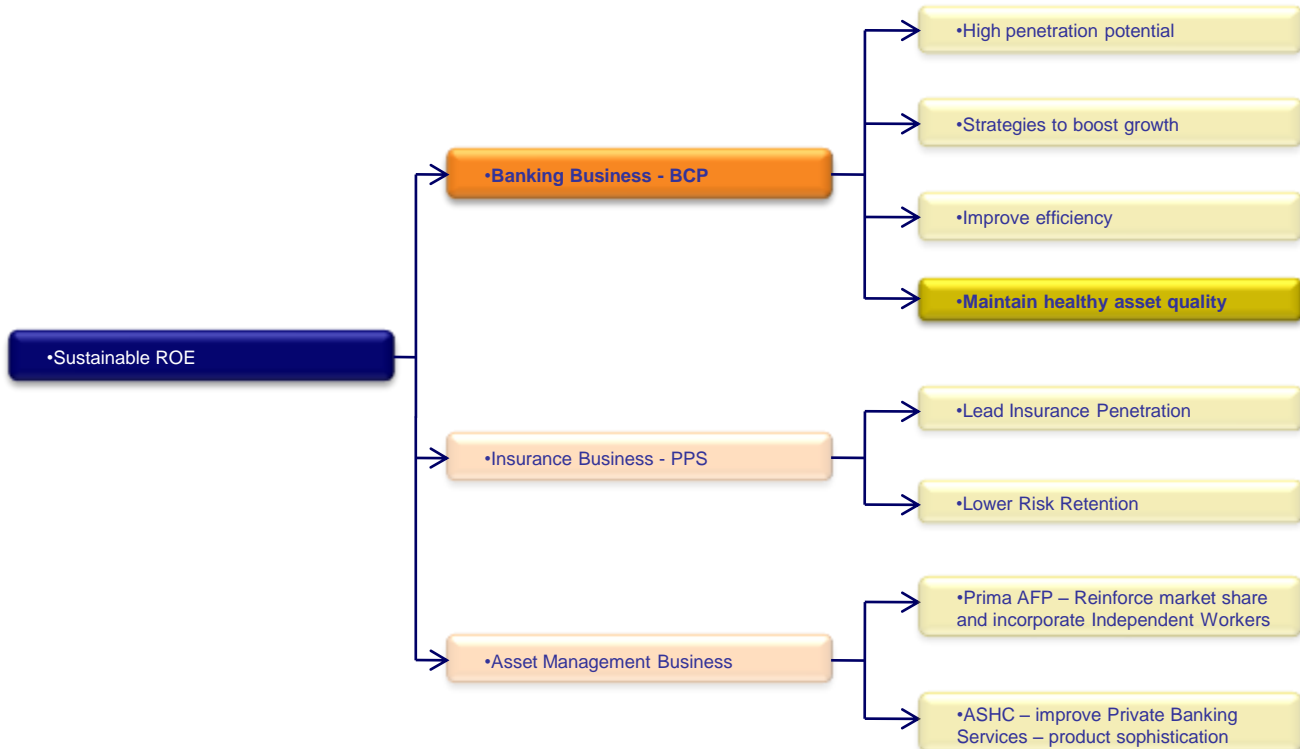 •Sustainable ROE
•Banking Business - BCP
•High penetration potential
•Strategies to boost growth
•Improve efficiency
•Maintain healthy asset quality
•Insurance Business - PPS
•Lead Insurance Penetration
•Lower Risk Retention
•Asset Management Business
•Prima AFP – Reinforce market share
and incorporate Independent Workers
•ASHC – improve Private Banking
Services – product sophistication